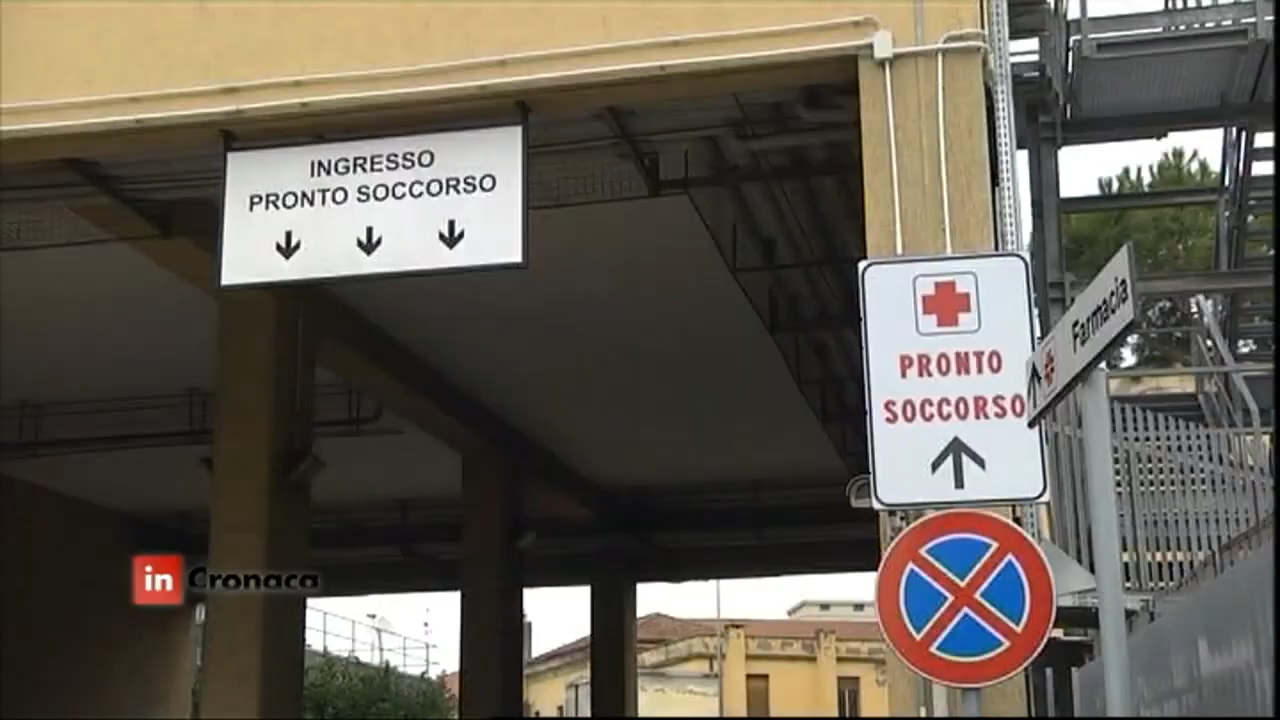 INGRESSO
PRONTO SOCCORSO
PRONTO
SOCCORSO
Farmacia
in Cronaca